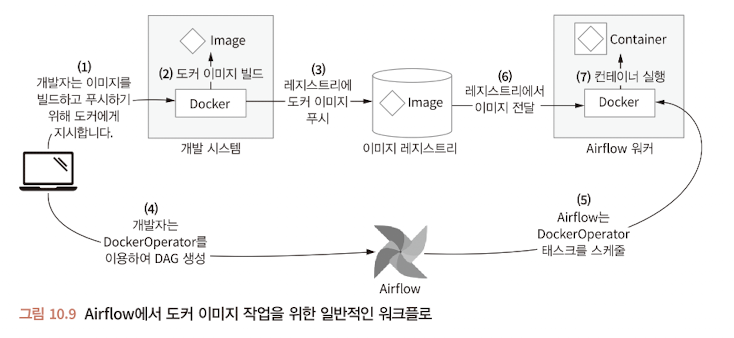 (1)
개발자는 이미지를
빌드하고 푸시하기
위해 도커에게
지시합니다.
Image
(2) 도커 이미지 빌드
Docker
개발 시스템
(3)
레지스트리에
도커 이미지
푸시
Image
이미지 레지스트리
(6)
레지스트리에서
이미지 전달
Container
(7) 컨테이너 실행
Docker
Airflow 워커
(4)
개발자는
DockerOperator를
이용하여 DAG 생성
Airflow
(5)
Airflow는
DockerOperator
태스크를 스케줄
그림 10.9 Airflow에서 도커 이미지 작업을 위한 일반적인 워크플로